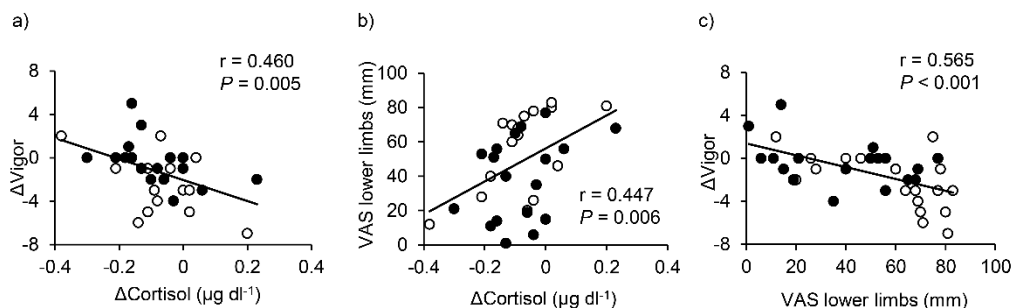 a)
r = 0.460
P = 0.005
ΔVigor
8
4
-0
-4
-8
-0.4
-0.2
0
0.2
0.4
ΔCortisol (µg dl⁻¹)
b)
VAS lower limbs (mm)
100
80
60
40
20
0
r = 0.447
P = 0.006
-0.4
-0.2
0
0.2
0.4
ΔCortisol (µg dl⁻¹)
c)
r = 0.565
P < 0.001
ΔVigor
8
4
-0
-4
-8
0
20
40
60
80
100
VAS lower limbs (mm)